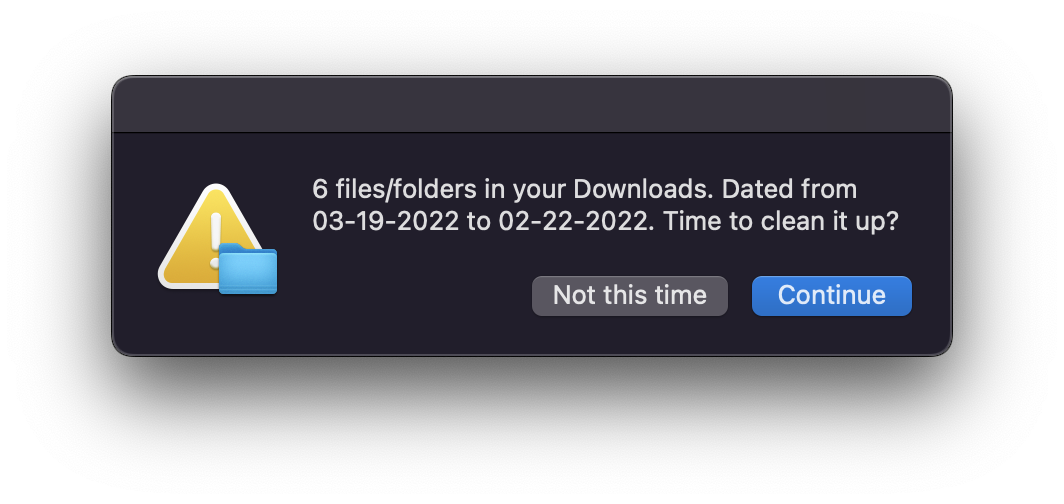 6 files/folders in your Downloads. Dated from
03-19-2022 to 02-22-2022. Time to clean it up?
Not this time
Continue